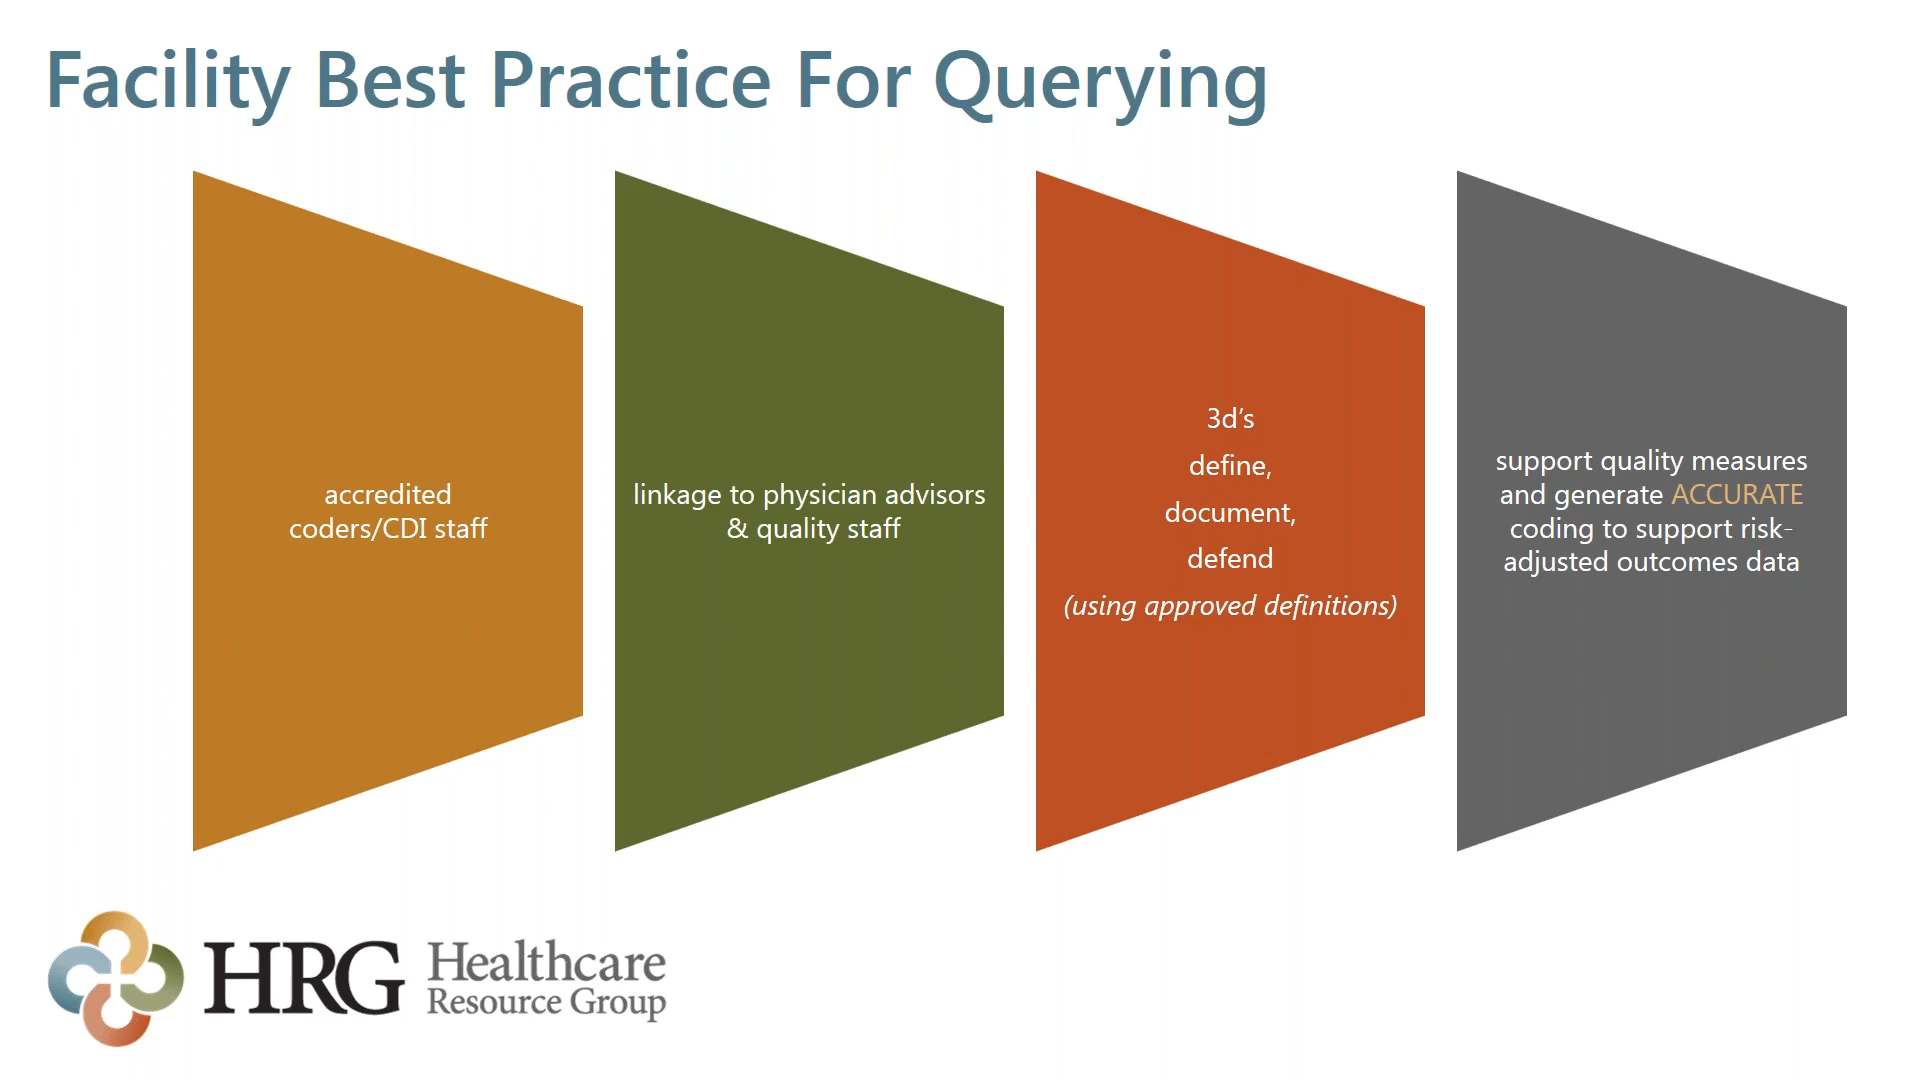 Facility Best Practice For Querying
accredited
coders/CDI staff
linkage to physician advisors
& quality staff
3d’s
define,
document,
defend
(using approved definitions)
support quality measures
and generate ACCURATE
coding to support risk-
adjusted outcomes data
HRG
Healthcare
Resource Group